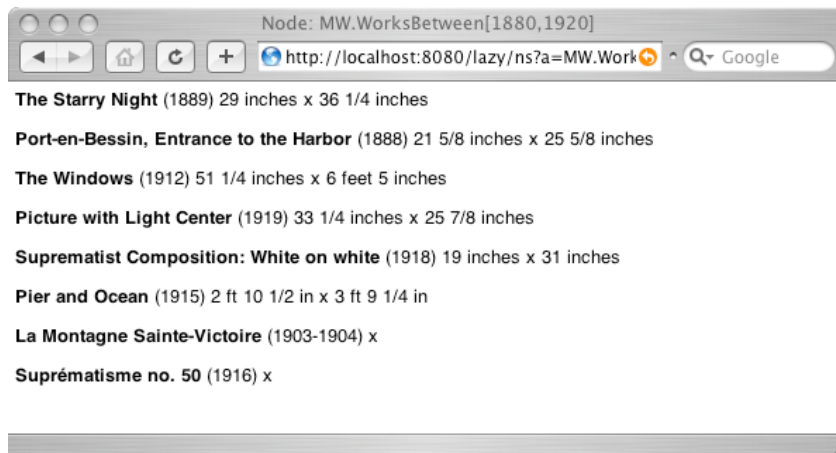 Node: MW.WorksBetween[1880,1920]
http://localhost:8080/lazy/ns?a=MW.Work Google
The Starry Night (1889) 29 inches x 36 1/4 inches
Port-en-Bessin, Entrance to the Harbor (1888) 21 5/8 inches x 25 5/8 inches
The Windows (1912) 51 1/4 inches x 6 feet 5 inches
Picture with Light Center (1919) 33 1/4 inches x 25 7/8 inches
Suprematist Composition: White on white (1918) 19 inches x 31 inches
Pier and Ocean (1915) 2 ft 10 1/2 in x 3 ft 9 1/4 in
La Montagne Sainte-Victoire (1903-1904) x
Suprématisme no. 50 (1916) x